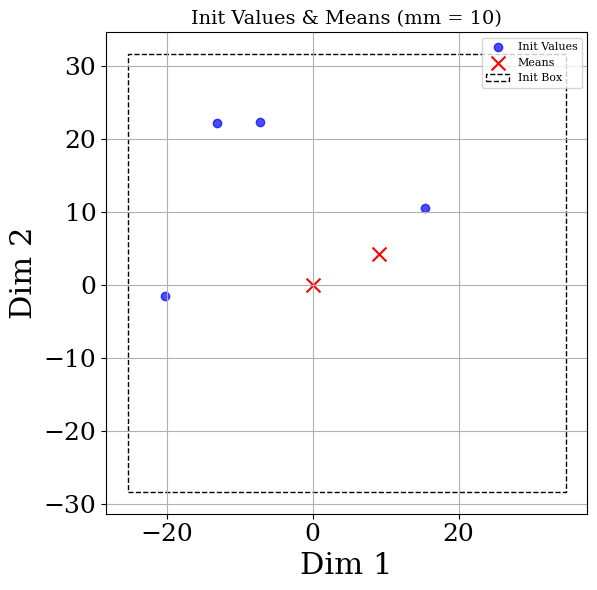 Init Values & Means (mm = 10)
Init Values
Means
Init Box
Dim 2
30
20
10
0
−10
−20
−30
−20 0 20
Dim 1